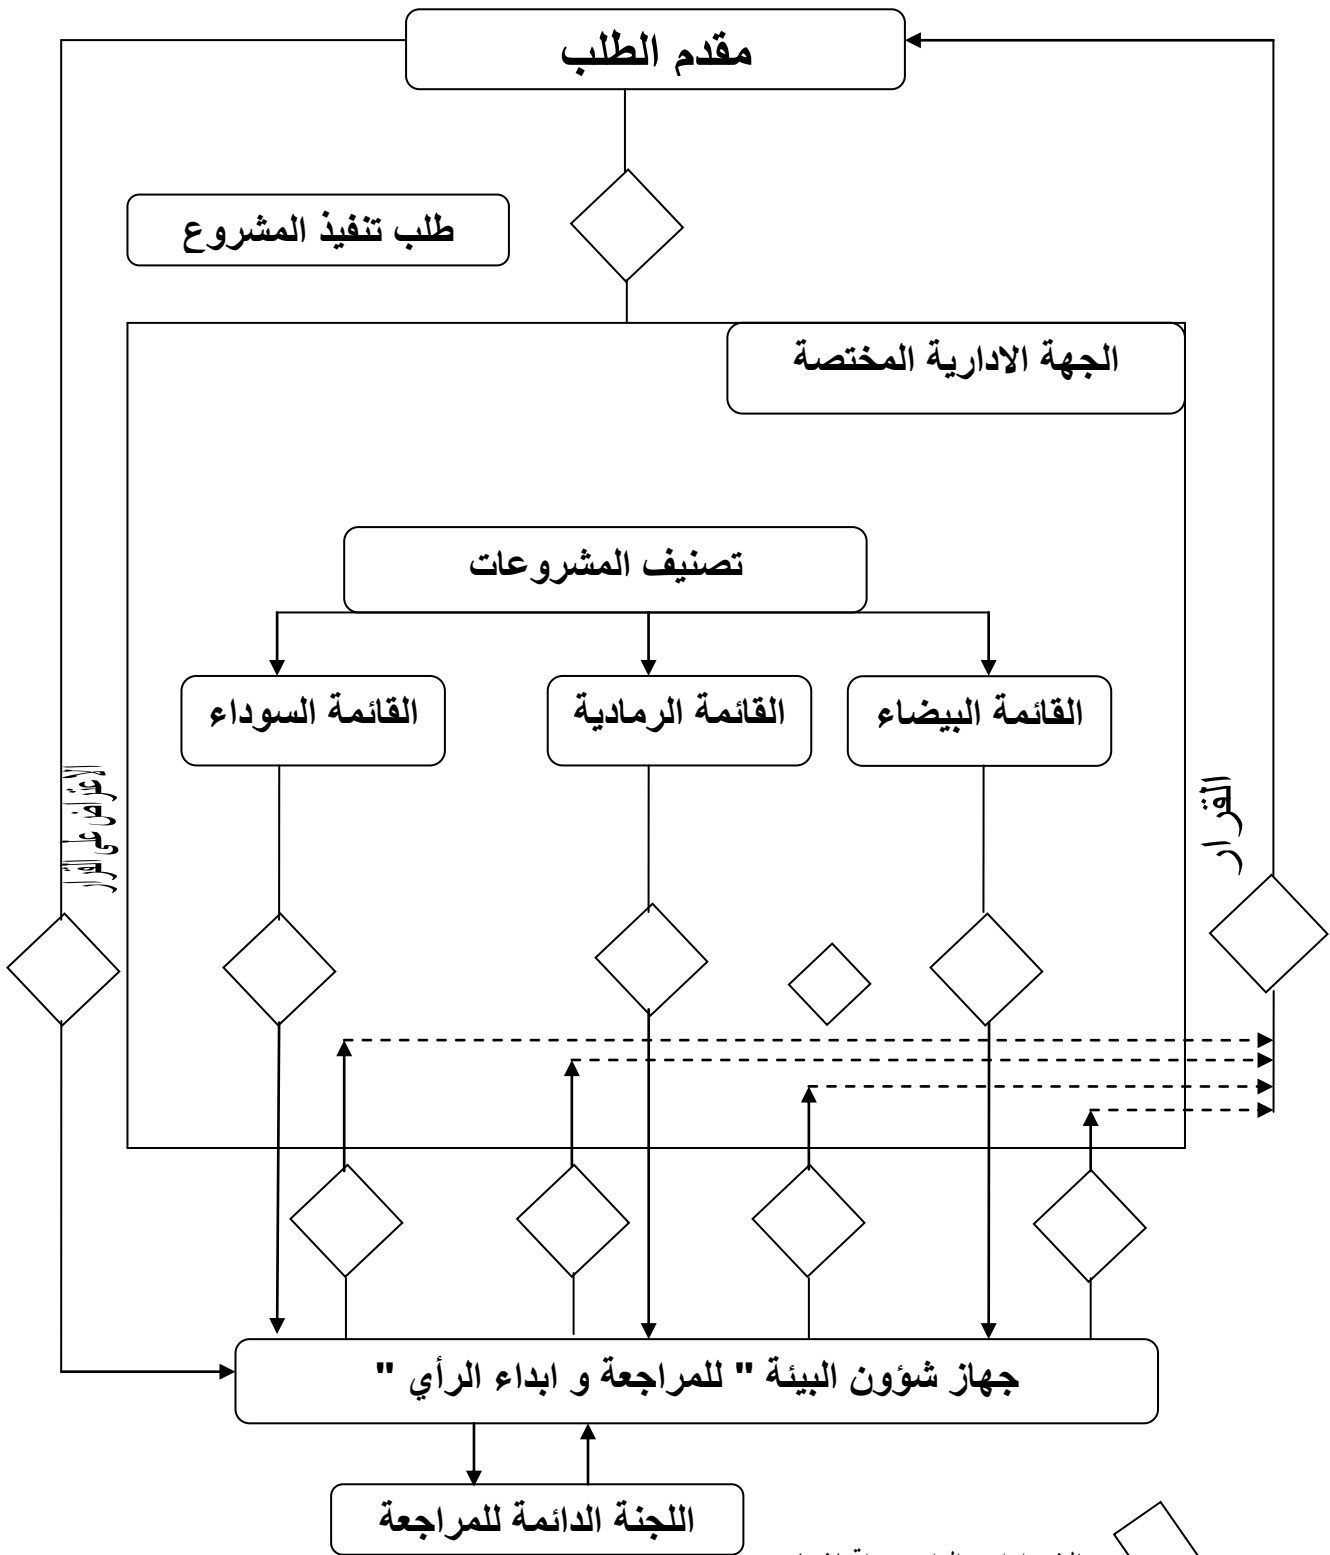 مقدم الطلب
طلب تنفيذ المشروع
الجهة الادارية المختصة
تصنيف المشروعات
القائمة البيضاء
القائمة الرمادية
القائمة السوداء
القرار
الاعتراض على القرار
جهاز شؤون البيئة " للمراجعة و ابداء الرأي "
اللجنة الدائمة للمراجعة